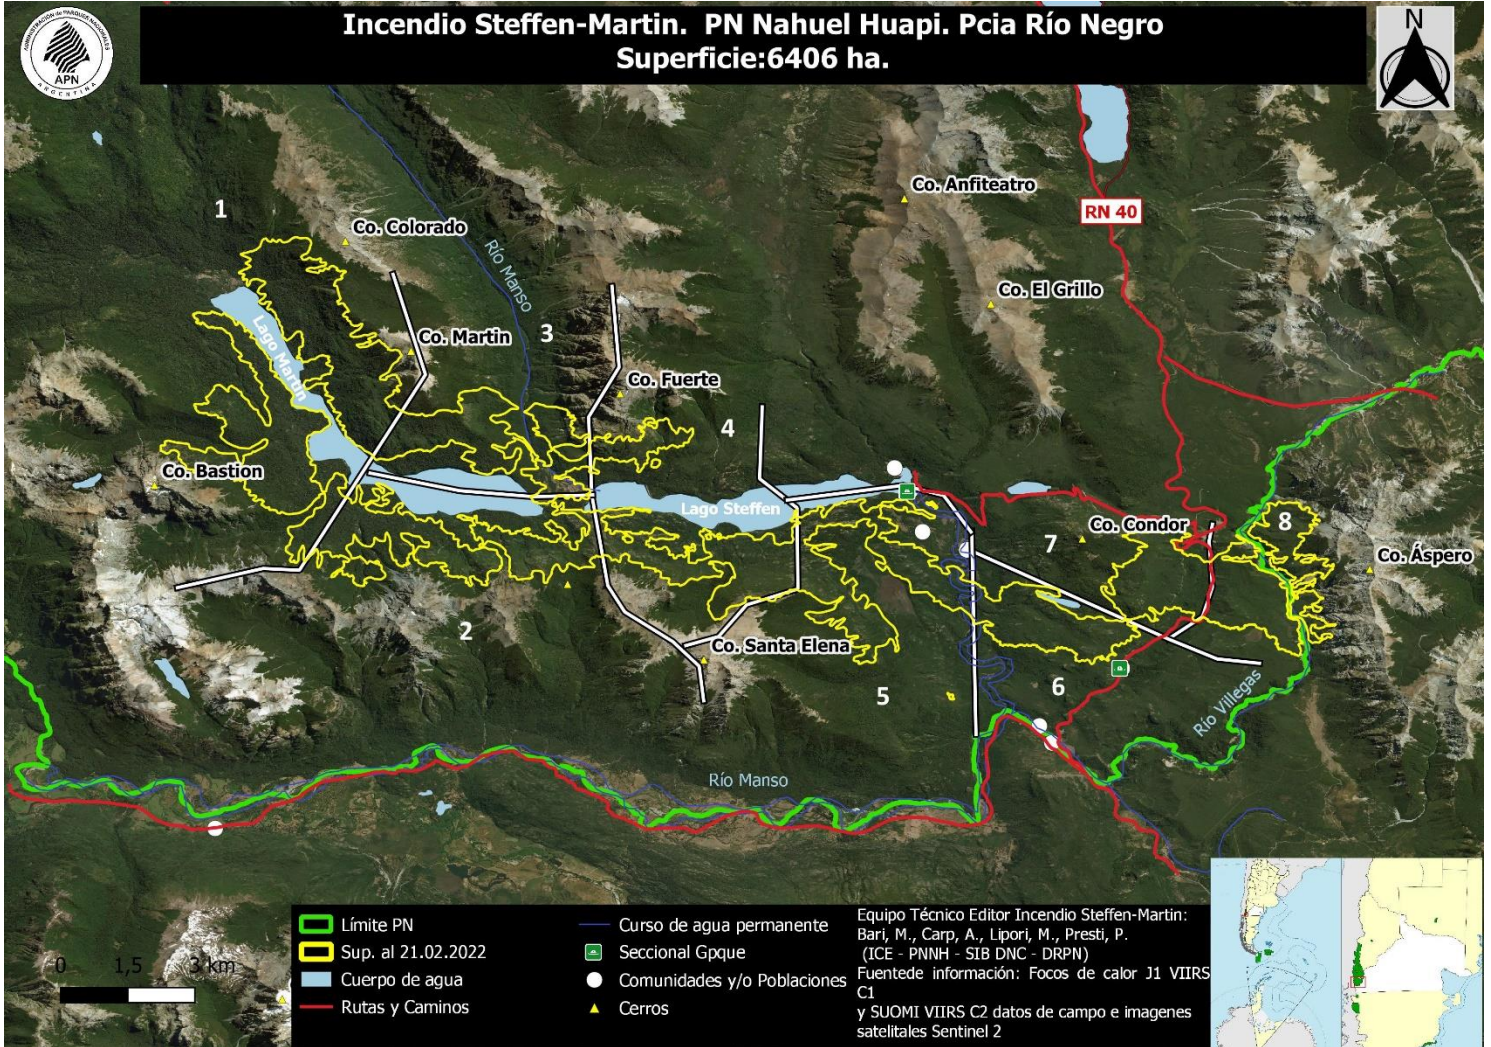 Incendio Steffen-Martin. PN Nahuel Huapi. Pcia Río Negro
Superficie:6406 ha.
ADMINISTRACIÓN de PARQUES NACIONALES
APN
ARGENTINA
N
Co. Anfiteatro
RN 40
1
Co. Colorado
Río Manso
Co. El Grillo
Lago Martin
Co. Martin
3
Co. Fuerte
4
Co. Bastion
Lago Steffen
Co. Condor
8
7
Co. Áspero
2
Co. Santa Elena
5
6
Río Villegas
Río Manso
0 1,5 3 km
Límite PN
Sup. al 21.02.2022
Cuerpo de agua
Rutas y Caminos
Curso de agua permanente
Seccional Gpque
Comunidades y/o Poblaciones
Cerros
Equipo Técnico Editor Incendio Steffen-Martin:
Bari, M., Carp, A., Lipori, M., Presti, P.
(ICE - PNNH - SIB DNC - DRPN)
Fuentede información: Focos de calor J1 VIIRS
C1
y SUOMI VIIRS C2 datos de campo e imagenes
satelitales Sentinel 2